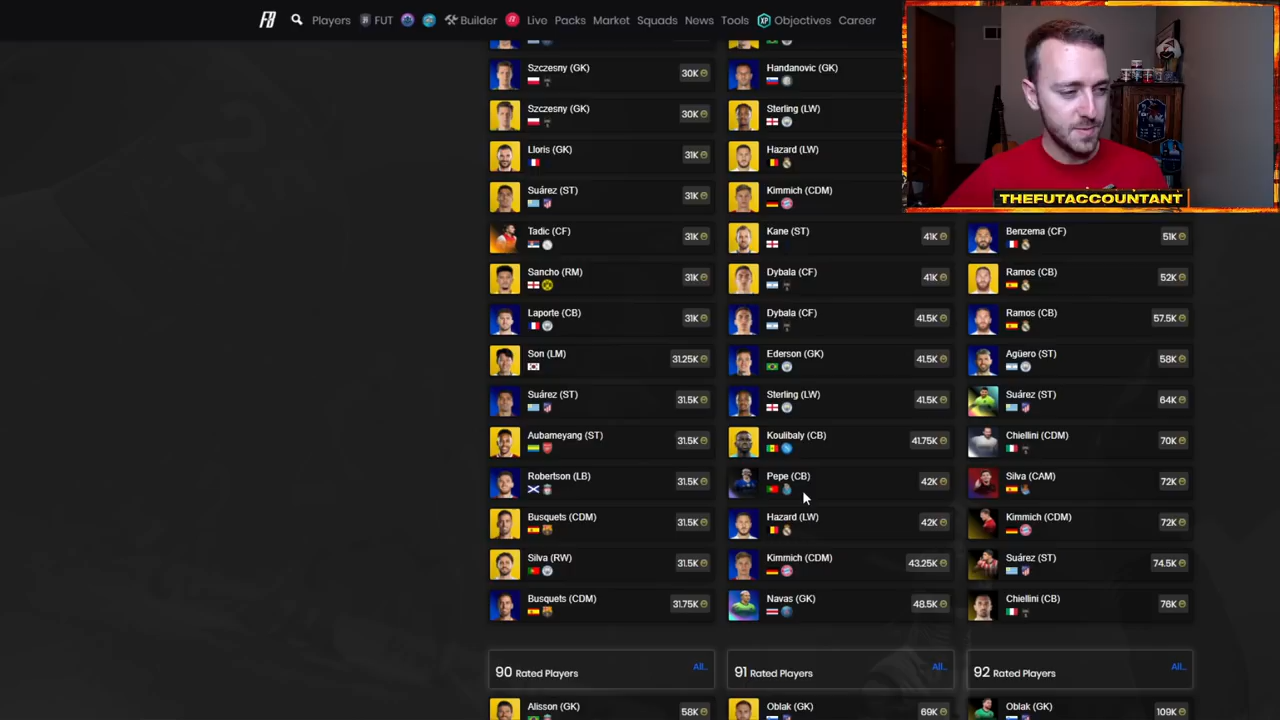 FB Players FUT Builder Live Packs Market Squads News Tools XP Objectives Career
THEFUTACCOUNTANT
Szczesny (GK) 30K
Szczesny (GK) 30K
Lloris (GK) 31K
Suárez (ST) 31K
Tadic (CF) 31K
Sancho (RM) 31K
Laporte (CB) 31K
Son (LM) 31.25K
Suárez (ST) 31.5K
Aubameyang (ST) 31.5K
Robertson (LB) 31.5K
Busquets (CDM) 31.5K
Silva (RW) 31.5K
Busquets (CDM) 31.75K
Handanovic (GK)
Sterling (LW)
Hazard (LW)
Kimmich (CDM)
Kane (ST) 41K
Dybala (CF) 41K
Dybala (CF) 41.5K
Ederson (GK) 41.5K
Sterling (LW) 41.5K
Koulibaly (CB) 41.75K
Pepe (CB) 42K
Hazard (LW) 42K
Kimmich (CDM) 43.25K
Navas (GK) 48.5K
Benzema (CF) 51K
Ramos (CB) 52K
Ramos (CB) 57.5K
Agüero (ST) 58K
Suárez (ST) 64K
Chiellini (CDM) 70K
Silva (CAM) 72K
Kimmich (CDM) 72K
Suárez (ST) 74.5K
Chiellini (CB) 76K
90 Rated Players All..
Alisson (GK) 58K
91 Rated Players All..
Oblak (GK) 69K
92 Rated Players All..
Oblak (GK) 109K